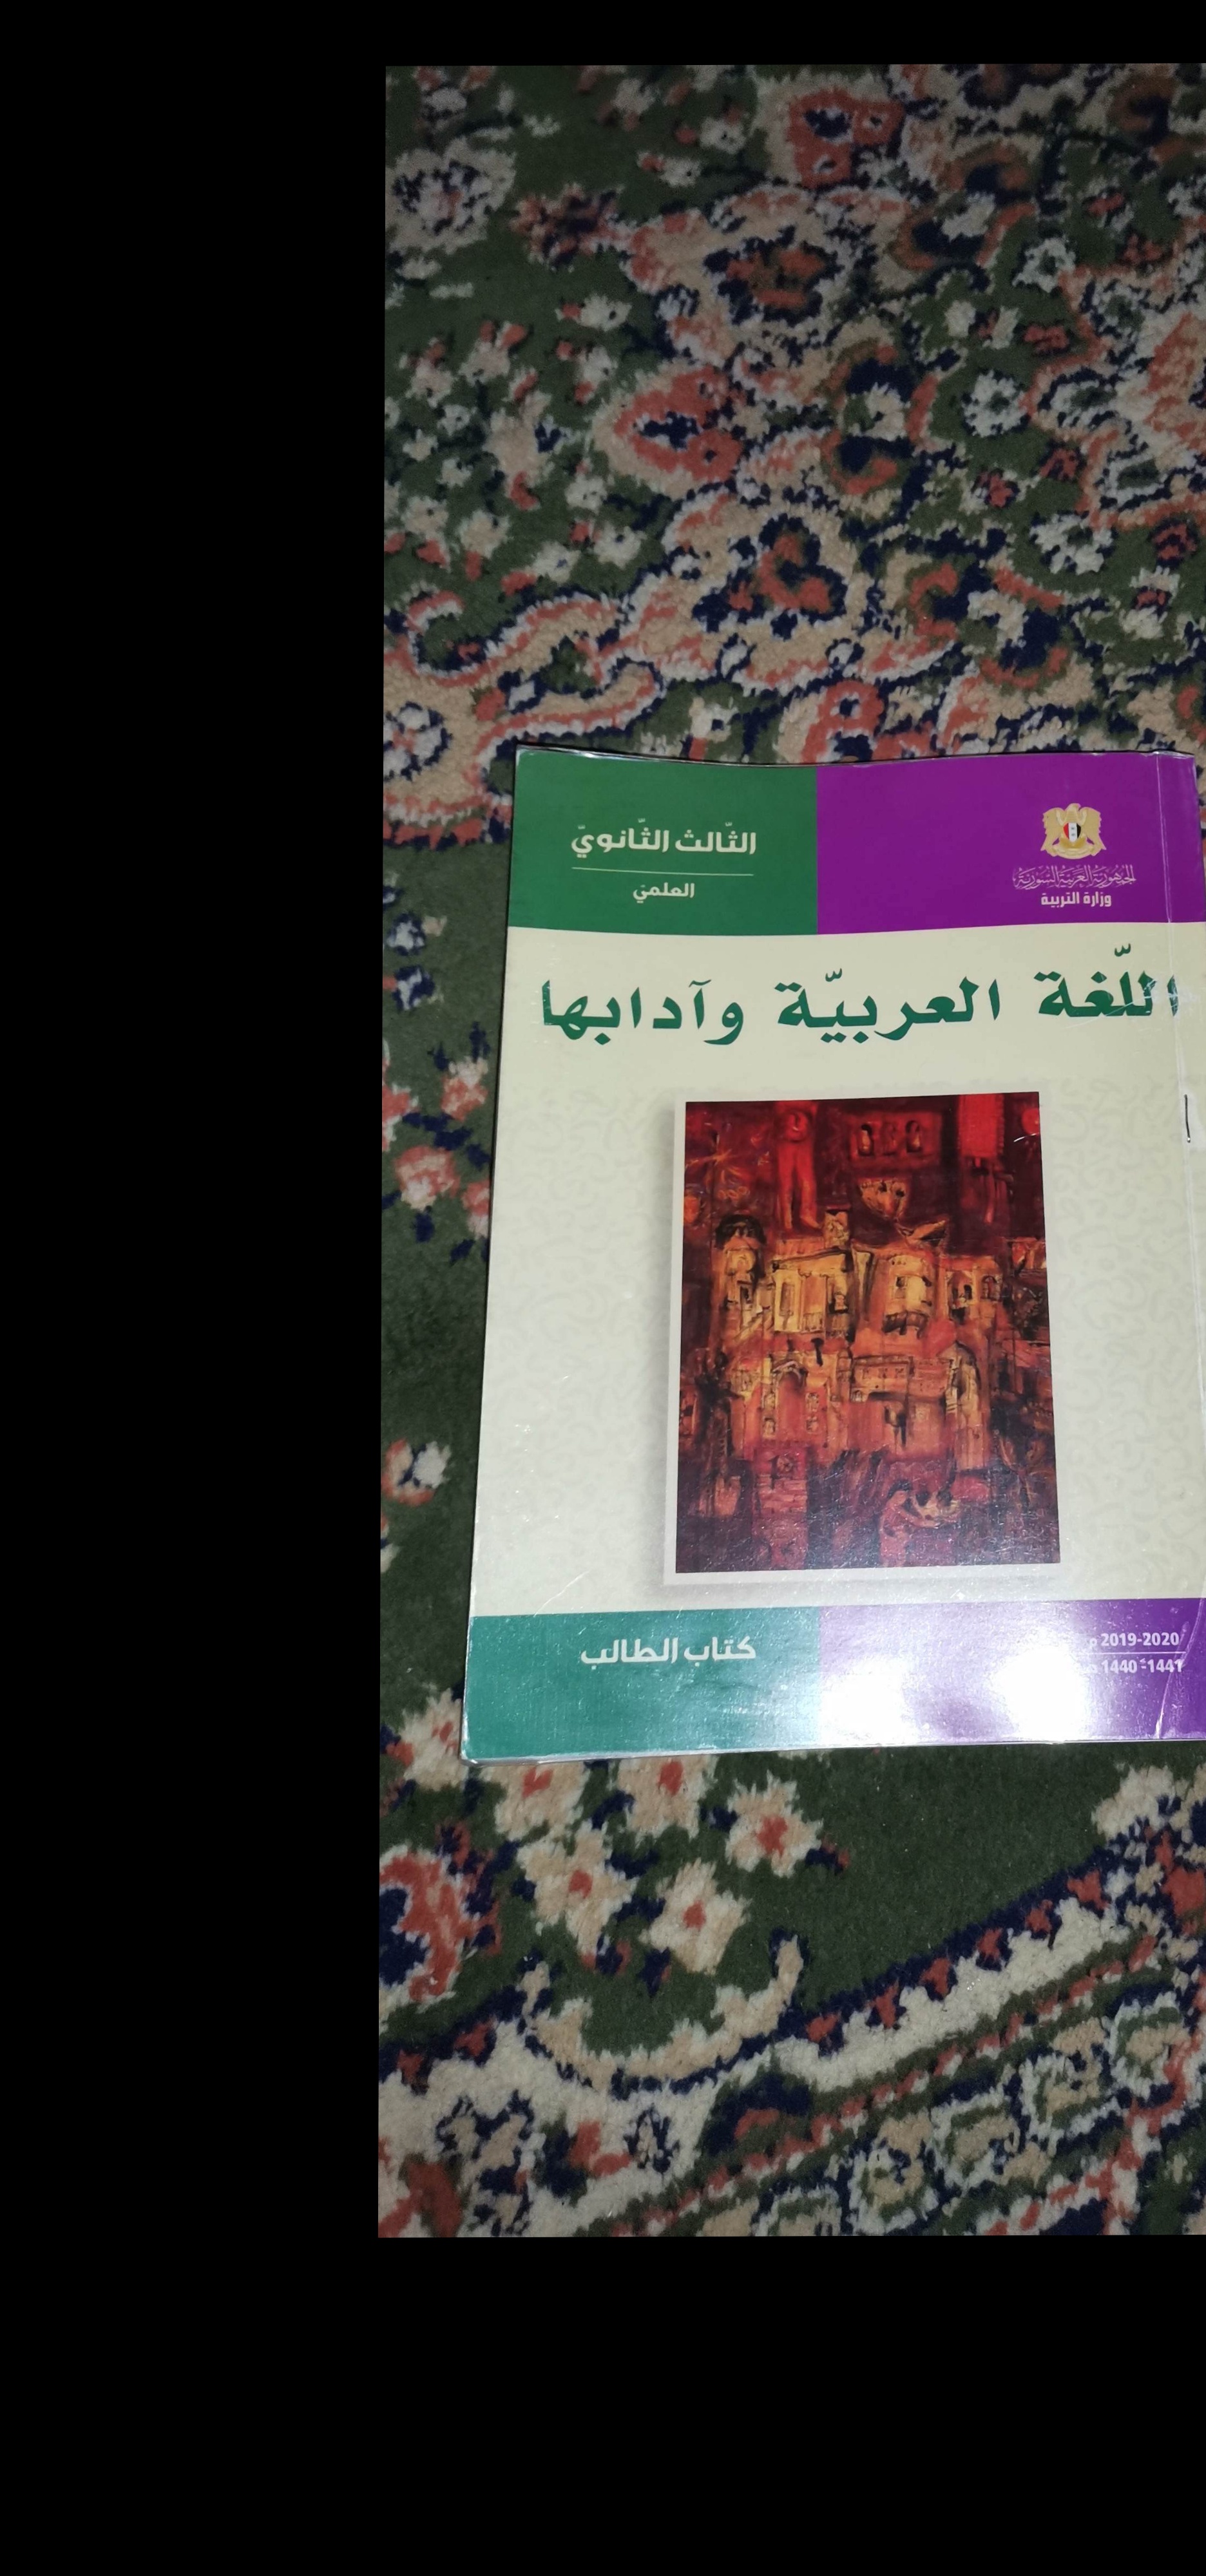 الجمهورية العربية السورية
وزارة التربية
الثّالث الثّانويّ
العلميّ
اللّغة العربيّة وآدابها
كتاب الطالب
2019-2020 م
1440-1441